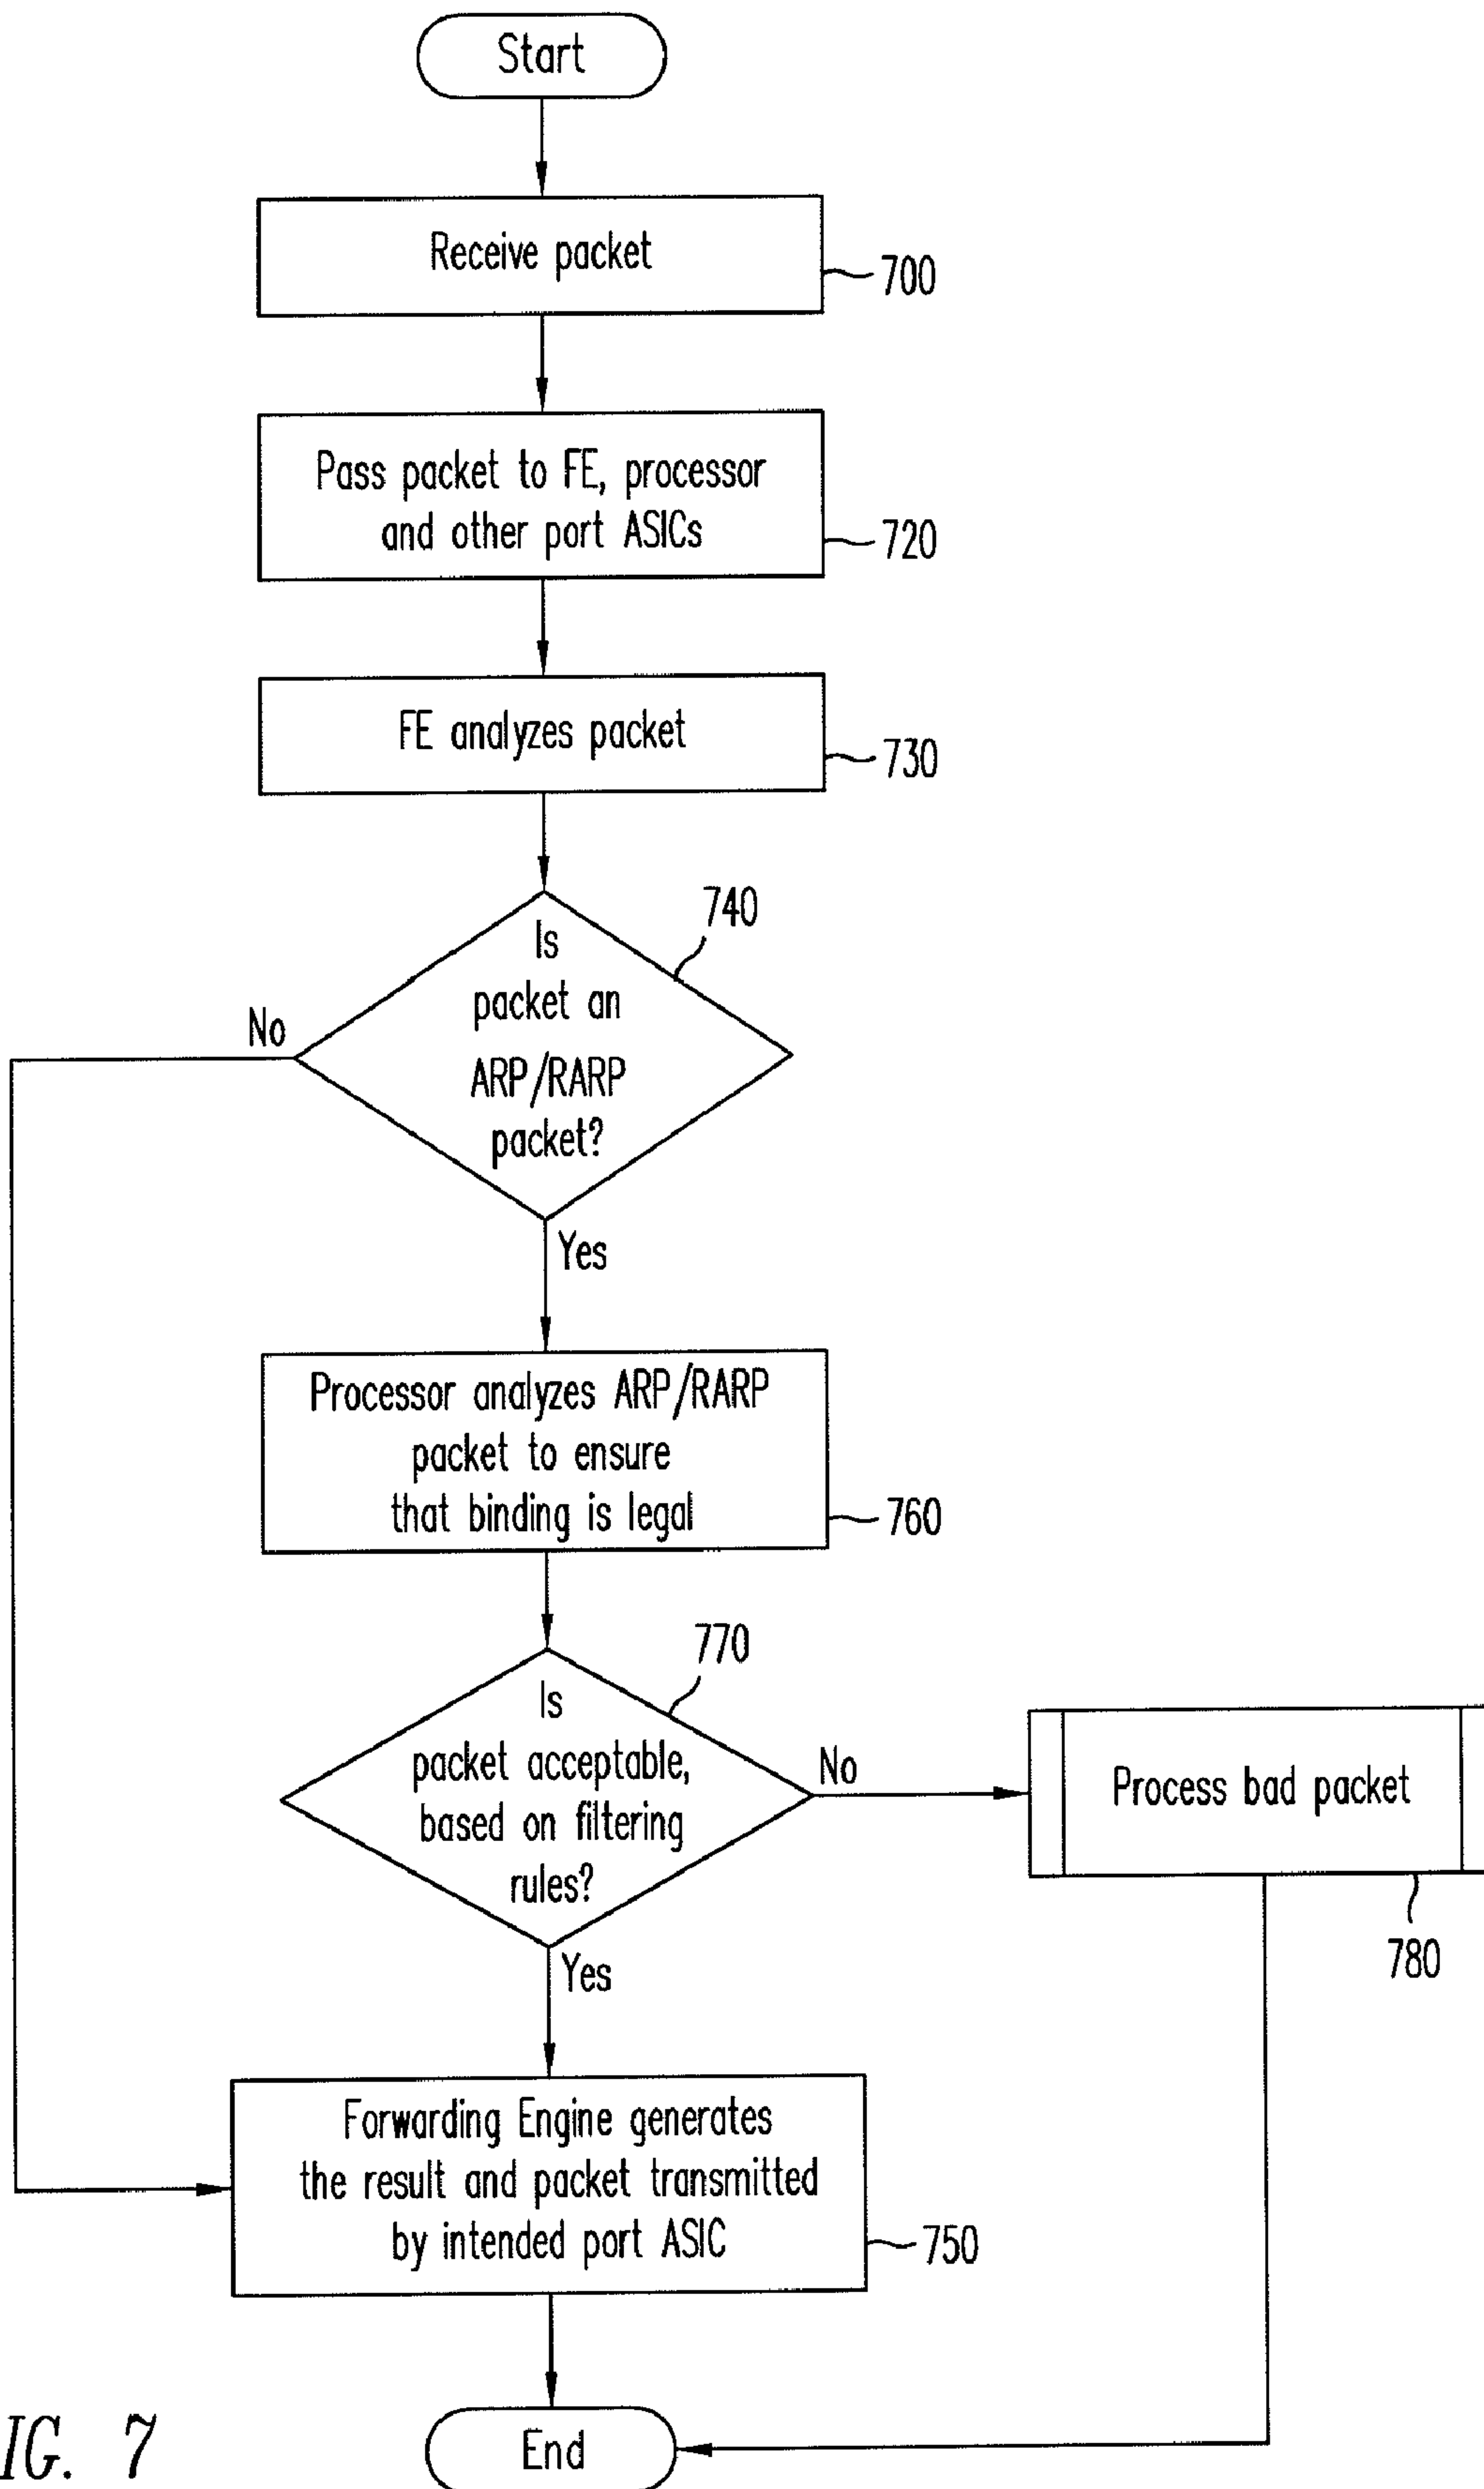 Start
Receive packet
700
Pass packet to FE, processor
and other port ASICs
720
FE analyzes packet
730
740
Is
packet an
ARP/RARP
packet?
No
Yes
Processor analyzes ARP/RARP
packet to ensure
that binding is legal
760
770
Is
packet acceptable,
based on filtering
rules?
No
Process bad packet
780
Yes
Forwarding Engine generates
the result and packet transmitted
by intended port ASIC
750
End
IG. 7